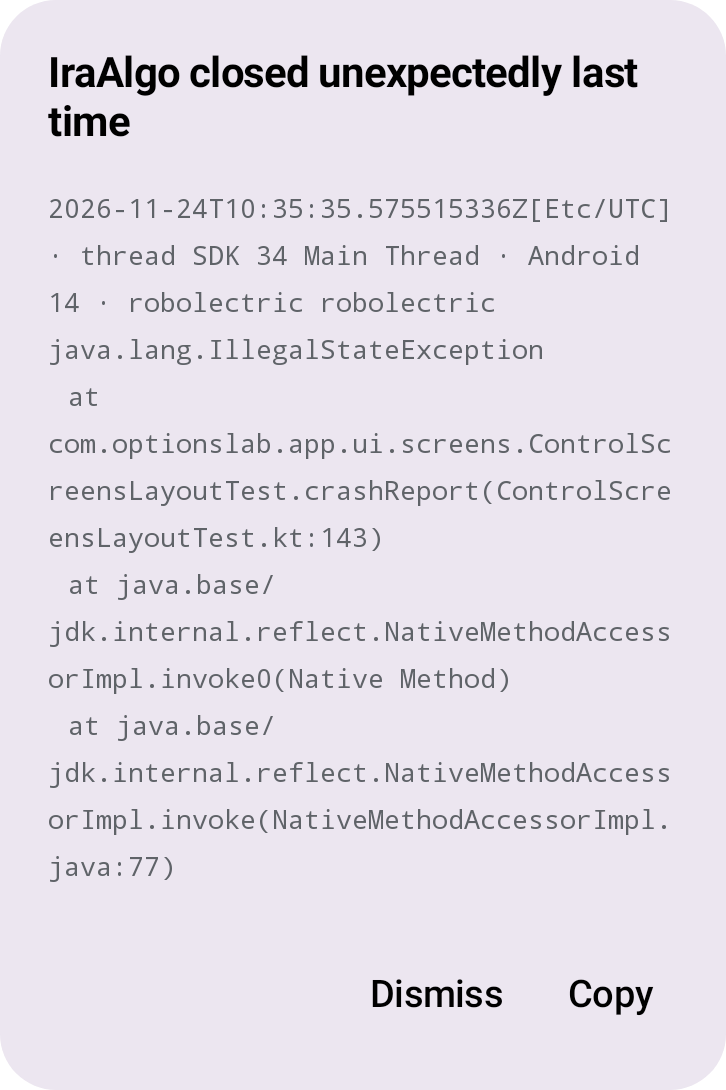 IraAlgo closed unexpectedly last
time
2026-11-24T10:35:35.575515336Z[Etc/UTC]
· thread SDK 34 Main Thread · Android
14 · robolectric robolectric
java.lang.IllegalStateException
at
com.optionslab.app.ui.screens.ControlSc
reensLayoutTest.crashReport(ControlScre
ensLayoutTest.kt:143)
at java.base/
jdk.internal.reflect.NativeMethodAccess
orImpl.invoke0(Native Method)
at java.base/
jdk.internal.reflect.NativeMethodAccess
orImpl.invoke(NativeMethodAccessorImpl.
java:77)
Dismiss Copy